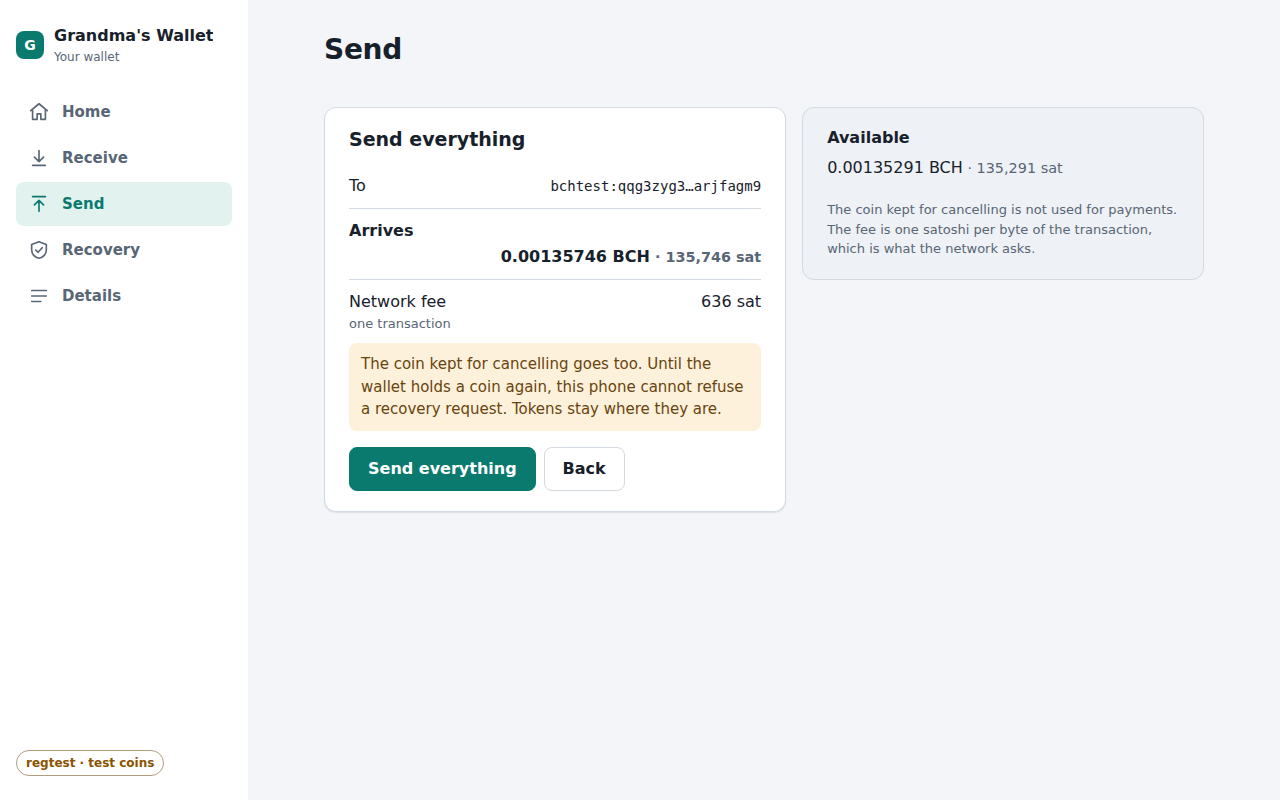 G
Grandma's Wallet
Your wallet
Home
Receive
Send
Recovery
Details
regtest · test coins
Send
Send everything
To bchtest:qqg3zyg3…arjfagm9
Arrives
0.00135746 BCH · 135,746 sat
Network fee 636 sat
one transaction
The coin kept for cancelling goes too. Until the
wallet holds a coin again, this phone cannot refuse
a recovery request. Tokens stay where they are.
Send everything Back
Available
0.00135291 BCH · 135,291 sat
The coin kept for cancelling is not used for payments.
The fee is one satoshi per byte of the transaction,
which is what the network asks.